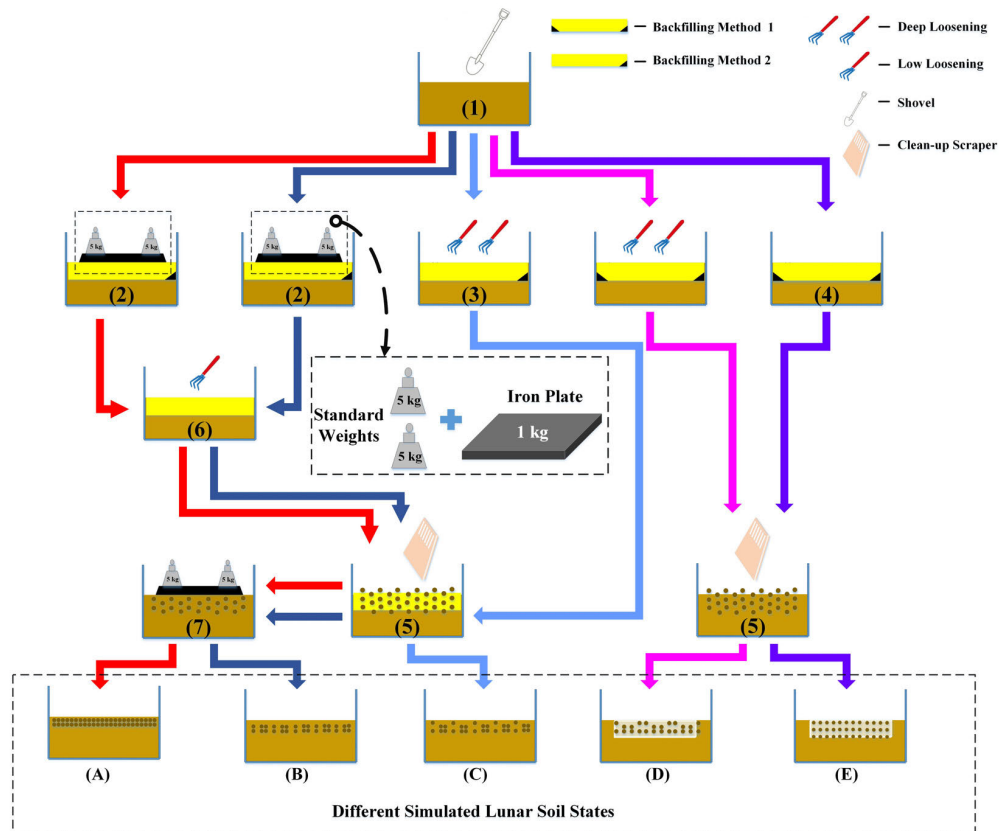 Backfilling Method 1
Deep Loosening
Backfilling Method 2
Low Loosening
Shovel
Clean-up Scraper
(1)
5 kg
5 kg
5 kg
5 kg
(2)
(2)
(3)
(4)
(6)
Standard
Weights
5 kg
5 kg
Iron Plate
1 kg
5 kg
5 kg
(7)
(5)
(5)
(A)
(B)
(C)
(D)
(E)
Different Simulated Lunar Soil States